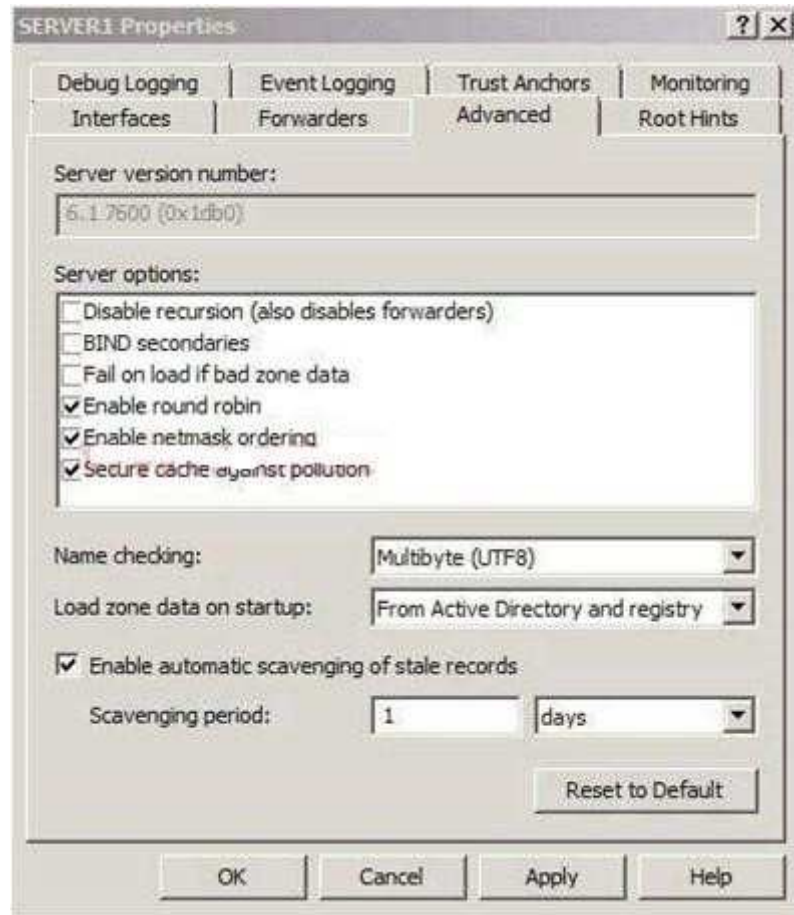 SERVER1 Properties
Debug Logging Event Logging Trust Anchors Monitoring
Interfaces Forwarders Advanced Root Hints
Server version number:
6.1 7600 (0x1db0)
Server options:
Disable recursion (also disables forwarders)
BIND secondaries
Fail on load if bad zone data
Enable round robin
Enable netmask ordering
Secure cache against pollution
Name checking: Multibyte (UTF8)
Load zone data on startup: From Active Directory and registry
Enable automatic scavenging of stale records
Scavenging period: 1 days
Reset to Default
OK Cancel Apply Help